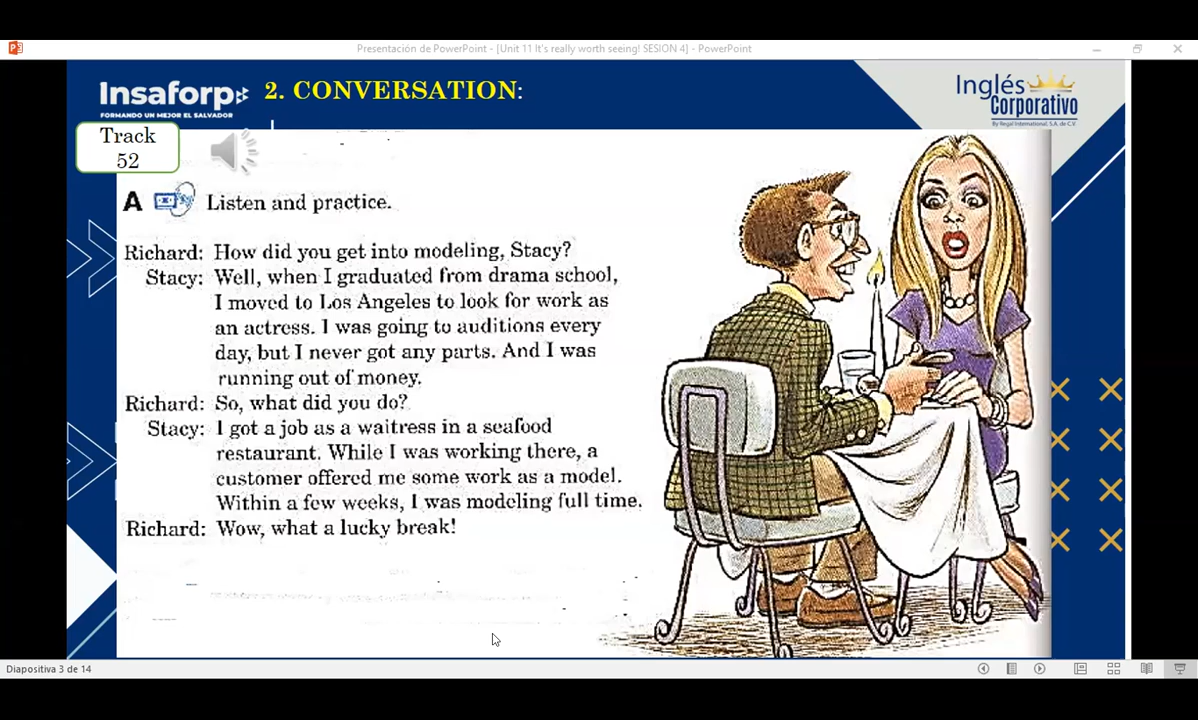 Presentación de PowerPoint - [Unit 11 It's really worth seeing! SESION 4] - PowerPoint
Insaforp
FORMANDO UN MEJOR EL SALVADOR
2. CONVERSATION:
Inglés
Corporativo
By Regal International, S.A. de C.V.
Track
52
A Listen and practice.
Richard: How did you get into modeling, Stacy?
Stacy: Well, when I graduated from drama school,
I moved to Los Angeles to look for work as
an actress. I was going to auditions every
day, but I never got any parts. And I was
running out of money.
Richard: So, what did you do?
Stacy: I got a job as a waitress in a seafood
restaurant. While I was working there, a
customer offered me some work as a model.
Within a few weeks, I was modeling full time.
Richard: Wow, what a lucky break!
Diapositiva 3 de 14